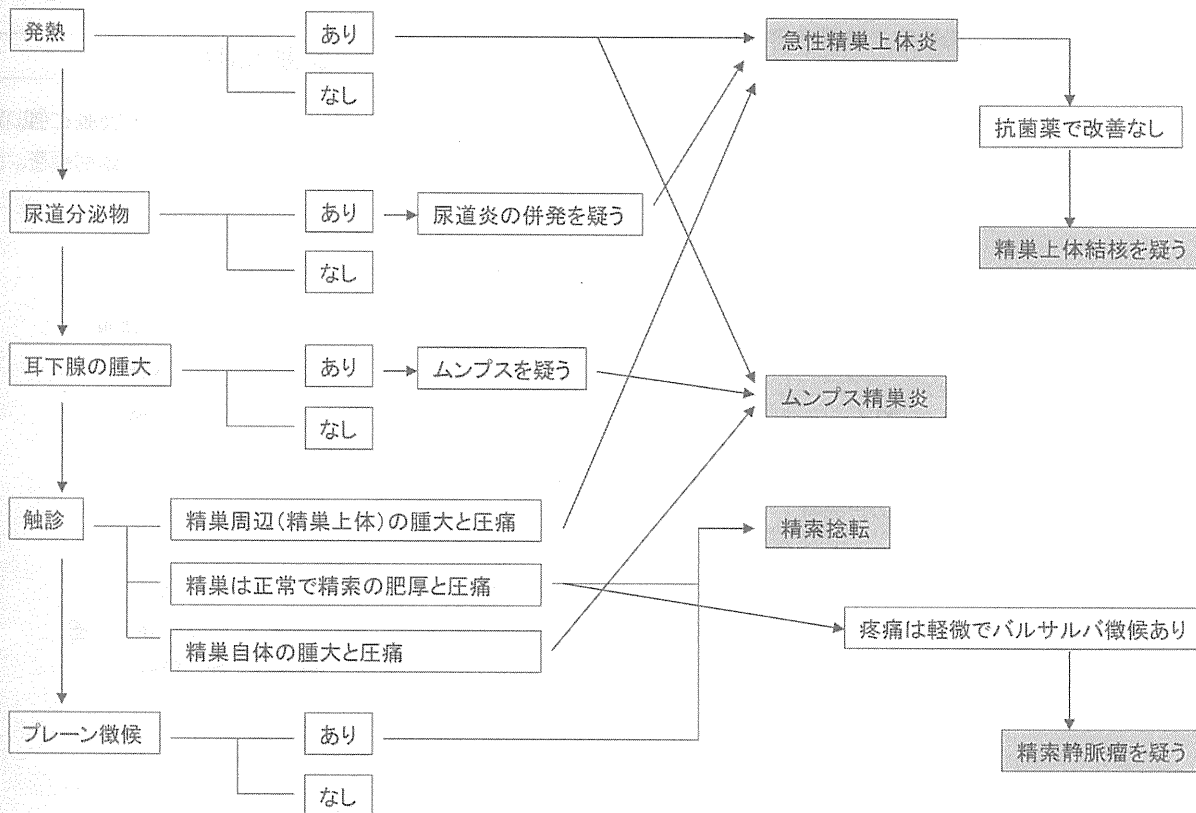 発熱
あり
なし
急性精巣上体炎
抗菌薬で改善なし
精巣上体結核を疑う
尿道分泌物
あり
尿道炎の併発を疑う
なし
耳下腺の腫大
あり
ムンプスを疑う
なし
ムンプス精巣炎
触診
精巣周辺(精巣上体)の腫大と圧痛
精巣は正常で精索の肥厚と圧痛
精巣自体の腫大と圧痛
精索捻転
疼痛は軽微でバルサルバ徴候あり
精索静脈瘤を疑う
プレーン徴候
あり
なし